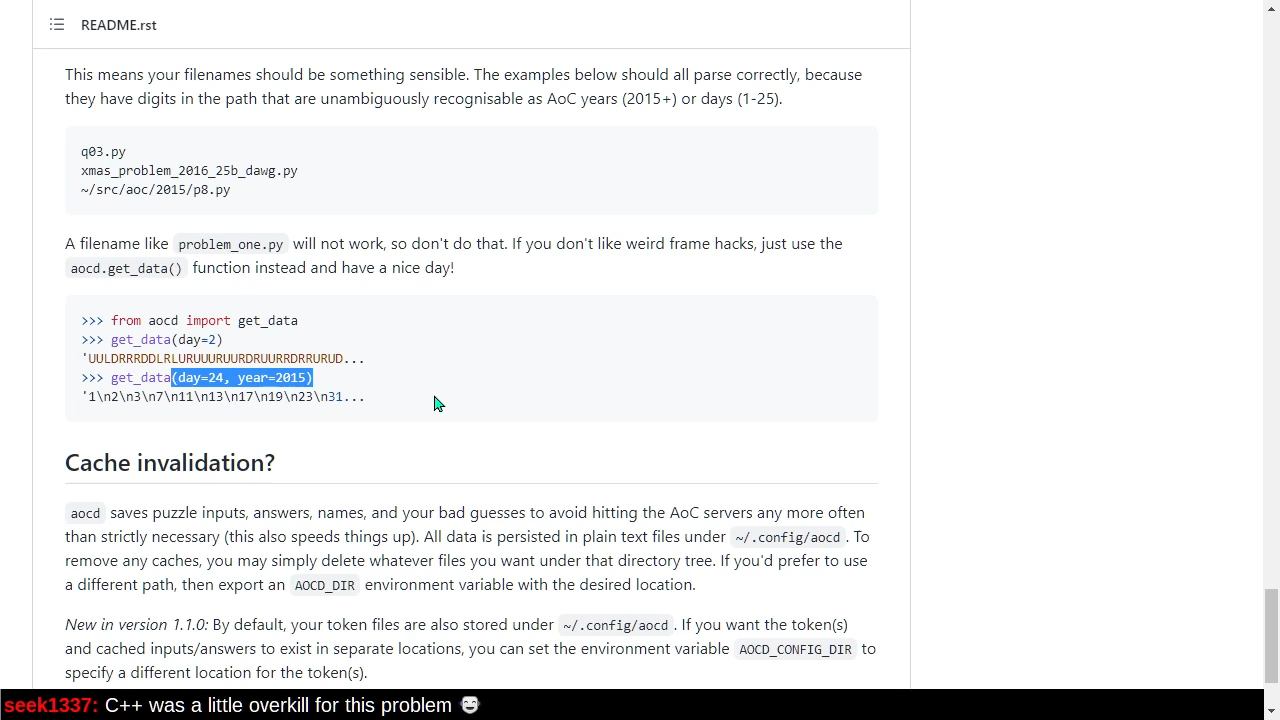 README.rst
This means your filenames should be something sensible. The examples below should all parse correctly, because
they have digits in the path that are unambiguously recognisable as AoC years (2015+) or days (1-25).
q03.py
xmas_problem_2016_25b_dawg.py
~/src/aoc/2015/p8.py
A filename like problem_one.py will not work, so don't do that. If you don't like weird frame hacks, just use the
aocd.get_data() function instead and have a nice day!
>>> from aocd import get_data
>>> get_data(day=2)
'UULDRRRDDLRLURUUURUURDRUURRDRRURUD...
>>> get_data(day=24, year=2015)
'1\n2\n3\n7\n11\n13\n17\n19\n23\n31...
Cache invalidation?
aocd saves puzzle inputs, answers, names, and your bad guesses to avoid hitting the AoC servers any more often
than strictly necessary (this also speeds things up). All data is persisted in plain text files under ~/.config/aocd. To
remove any caches, you may simply delete whatever files you want under that directory tree. If you'd prefer to use
a different path, then export an AOCD_DIR environment variable with the desired location.
New in version 1.1.0: By default, your token files are also stored under ~/.config/aocd. If you want the token(s)
and cached inputs/answers to exist in separate locations, you can set the environment variable AOCD_CONFIG_DIR to
specify a different location for the token(s).
seek1337: C++ was a little overkill for this problem 😁